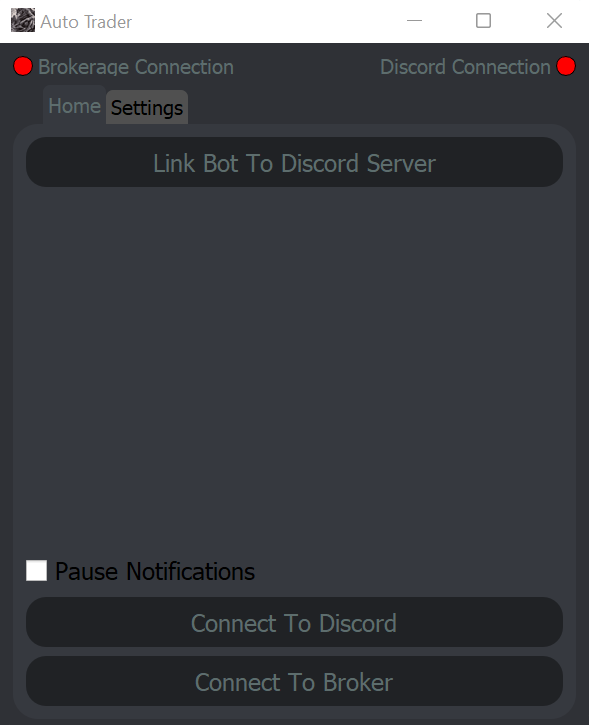 Auto Trader
Brokerage Connection
Discord Connection
Home
Settings
Link Bot To Discord Server
Pause Notifications
Connect To Discord
Connect To Broker